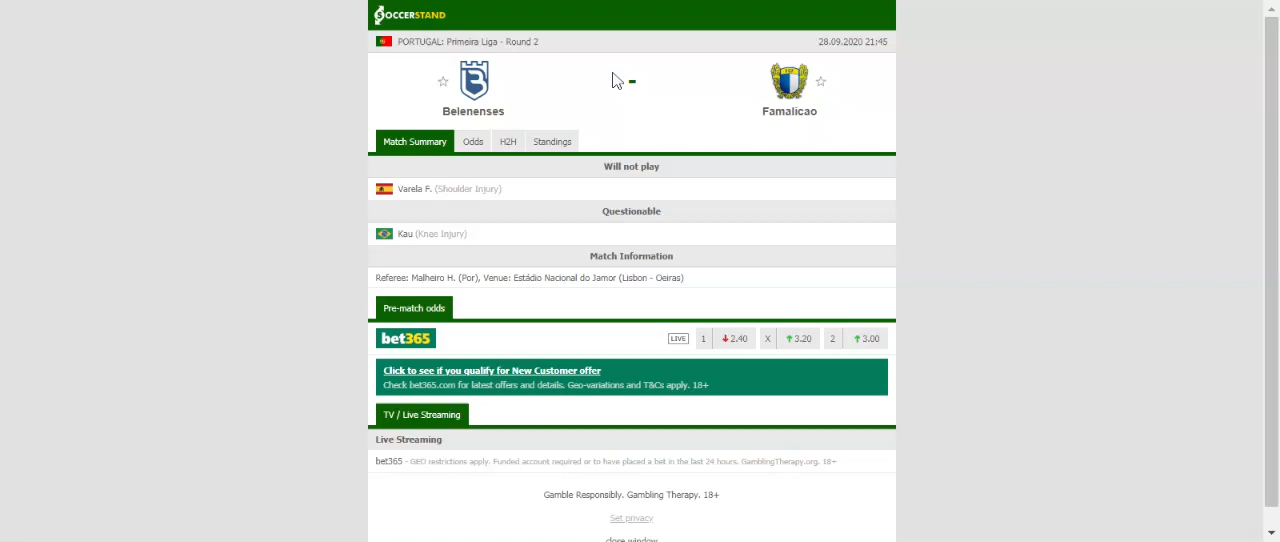 SOCCERSTAND
PORTUGAL: Primeira Liga - Round 2 28.09.2020 21:45
-
Belenenses Famalicao
Match Summary Odds H2H Standings
Will not play
Varela F. (Shoulder Injury)
Questionable
Kau (Knee Injury)
Match Information
Referee: Malheiro H. (Por), Venue: Estádio Nacional do Jamor (Lisbon - Oeiras)
Pre-match odds
bet365 LIVE 1 2.40 X 3.20 2 3.00
Click to see if you qualify for New Customer offer
Check bet365.com for latest offers and details. Geo-variations and T&Cs apply. 18+
TV / Live Streaming
Live Streaming
bet365 - GEO restrictions apply. Funded account required or to have placed a bet in the last 24 hours. GamblingTherapy.org. 18+
Gamble Responsibly. Gambling Therapy. 18+
Set privacy
close window